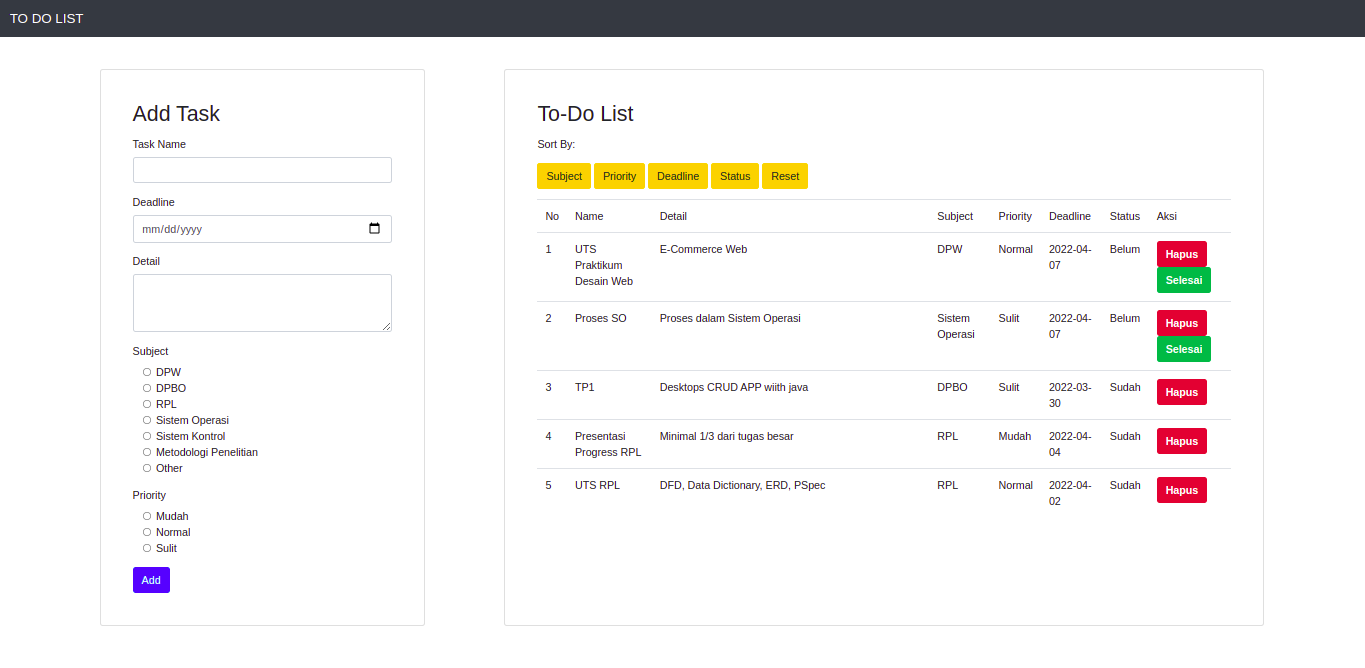 TO DO LIST
Add Task
Task Name
Deadline
mm/dd/yyyy
Detail
Subject
DPW
DPBO
RPL
Sistem Operasi
Sistem Kontrol
Metodologi Penelitian
Other
Priority
Mudah
Normal
Sulit
Add
To-Do List
Sort By:
Subject Priority Deadline Status Reset
No Name Detail Subject Priority Deadline Status Aksi
1 UTS E-Commerce Web DPW Normal 2022-04- Belum Hapus
Praktikum 07
Desain Web Selesai
2 Proses SO Proses dalam Sistem Operasi Sistem Sulit 2022-04- Belum Hapus
Operasi 07
Selesai
3 TP1 Desktops CRUD APP wiith java DPBO Sulit 2022-03- Sudah Hapus
30
4 Presentasi Minimal 1/3 dari tugas besar RPL Mudah 2022-04- Sudah Hapus
Progress RPL 04
5 UTS RPL DFD, Data Dictionary, ERD, PSpec RPL Normal 2022-04- Sudah Hapus
02